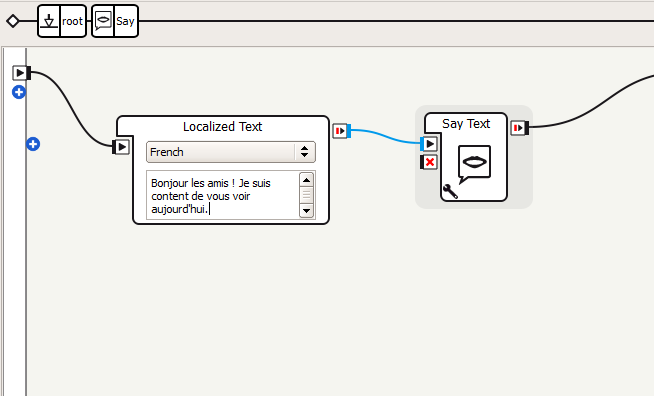 root
Say
Localized Text
French
Bonjour les amis ! Je suis
content de vous voir
aujourd'hui.
Say Text